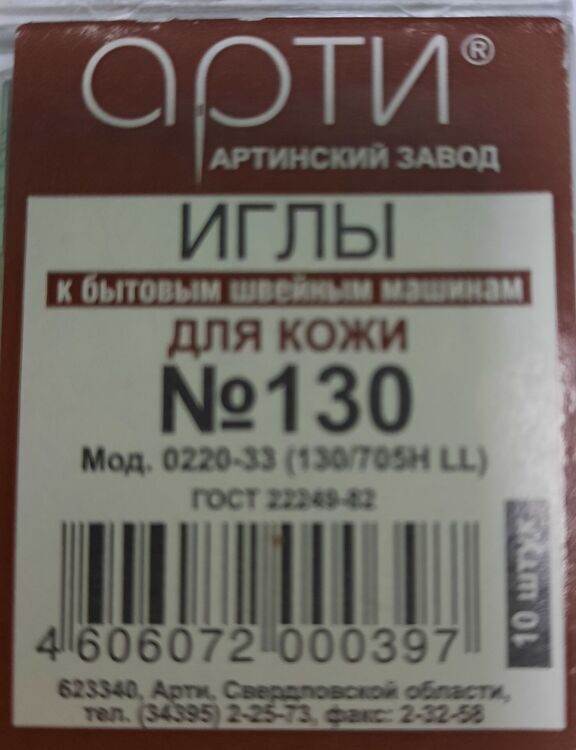 арти®
АРТИНСКИЙ ЗАВОД
ИГЛЫ
К БЫТОВЫМ ШВЕЙНЫМ МАШИНАМ
ДЛЯ КОЖИ
№130
Мод. 0220-33 (130/705H LL)
ГОСТ 22249-82
10 штук
4 606072 000397
623340, Арти, Свердловской области,
тел. (34395) 2-25-73, факс: 2-32-58